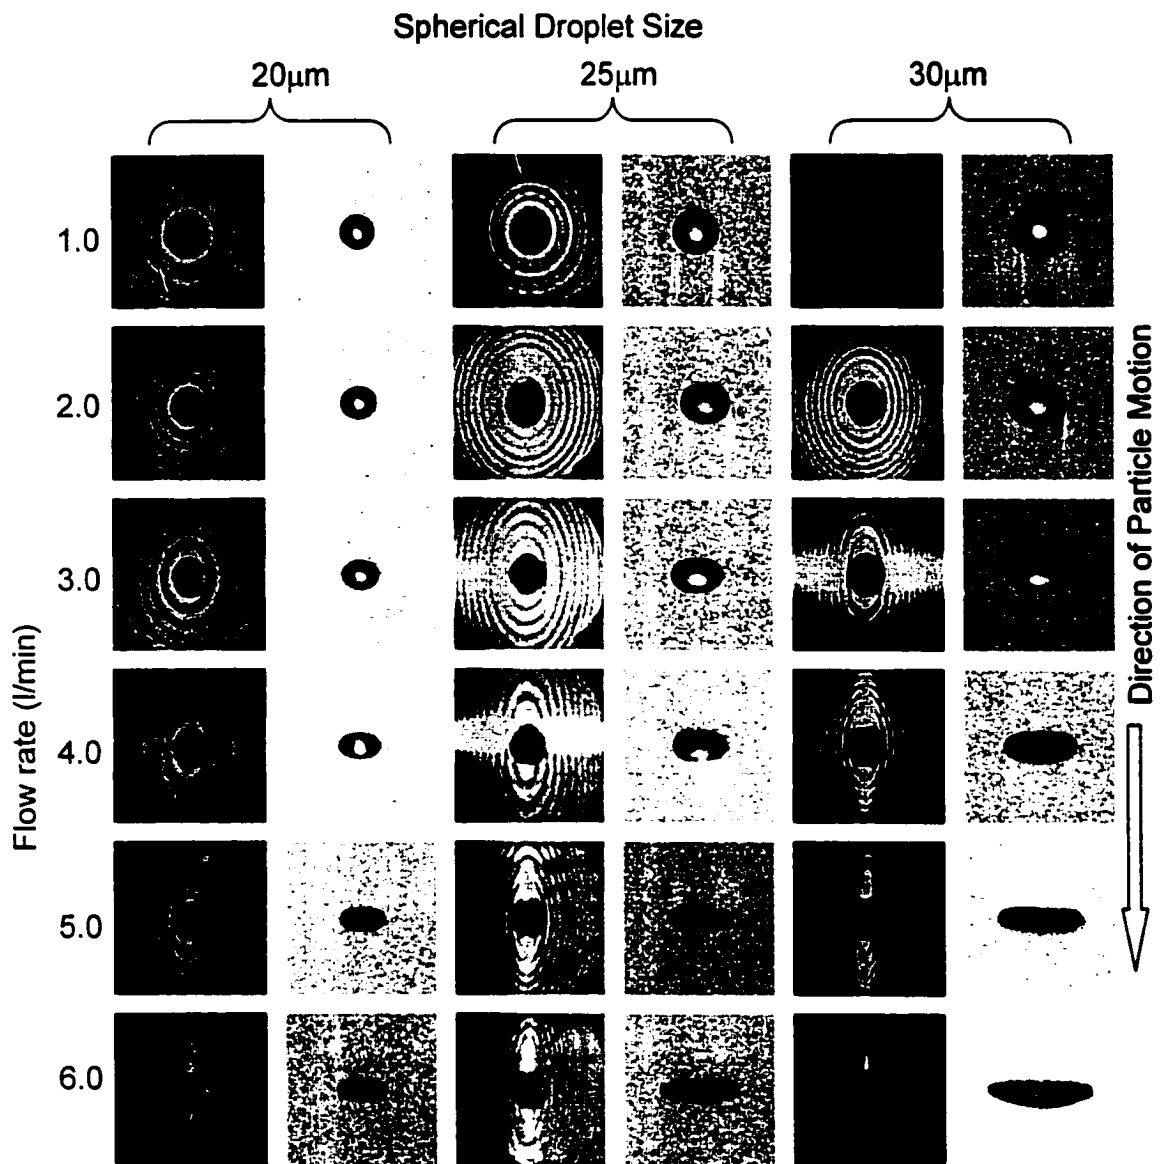 Spherical Droplet Size
20μm
25μm
30μm
1.0
2.0
3.0
4.0
5.0
6.0
Flow rate (l/min)
Direction of Particle Motion